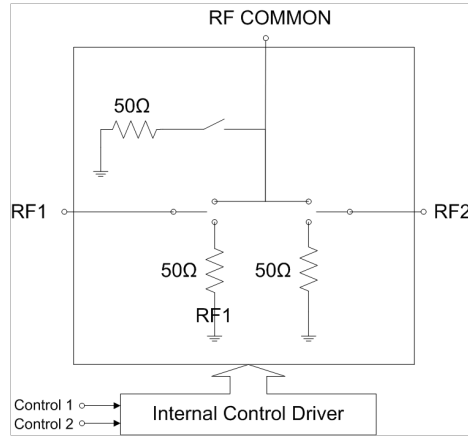 RF COMMON
50Ω
RF1
RF2
50Ω
50Ω
RF1
Control 1
Control 2
Internal Control Driver